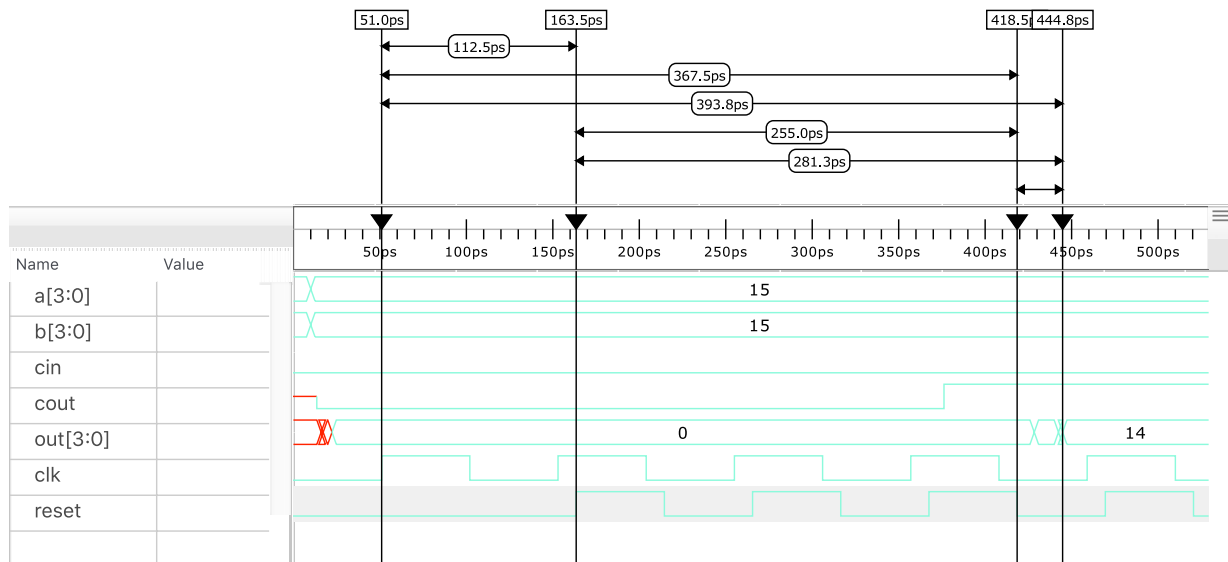 51.0ps 163.5ps 418.5p 444.8ps
112.5ps
367.5ps
393.8ps
255.0ps
281.3ps
50ps 100ps 150ps 200ps 250ps 300ps 350ps 400ps 450ps 500ps
Name Value
a[3:0] 15
b[3:0] 15
cin
cout
out[3:0] 0 14
clk
reset